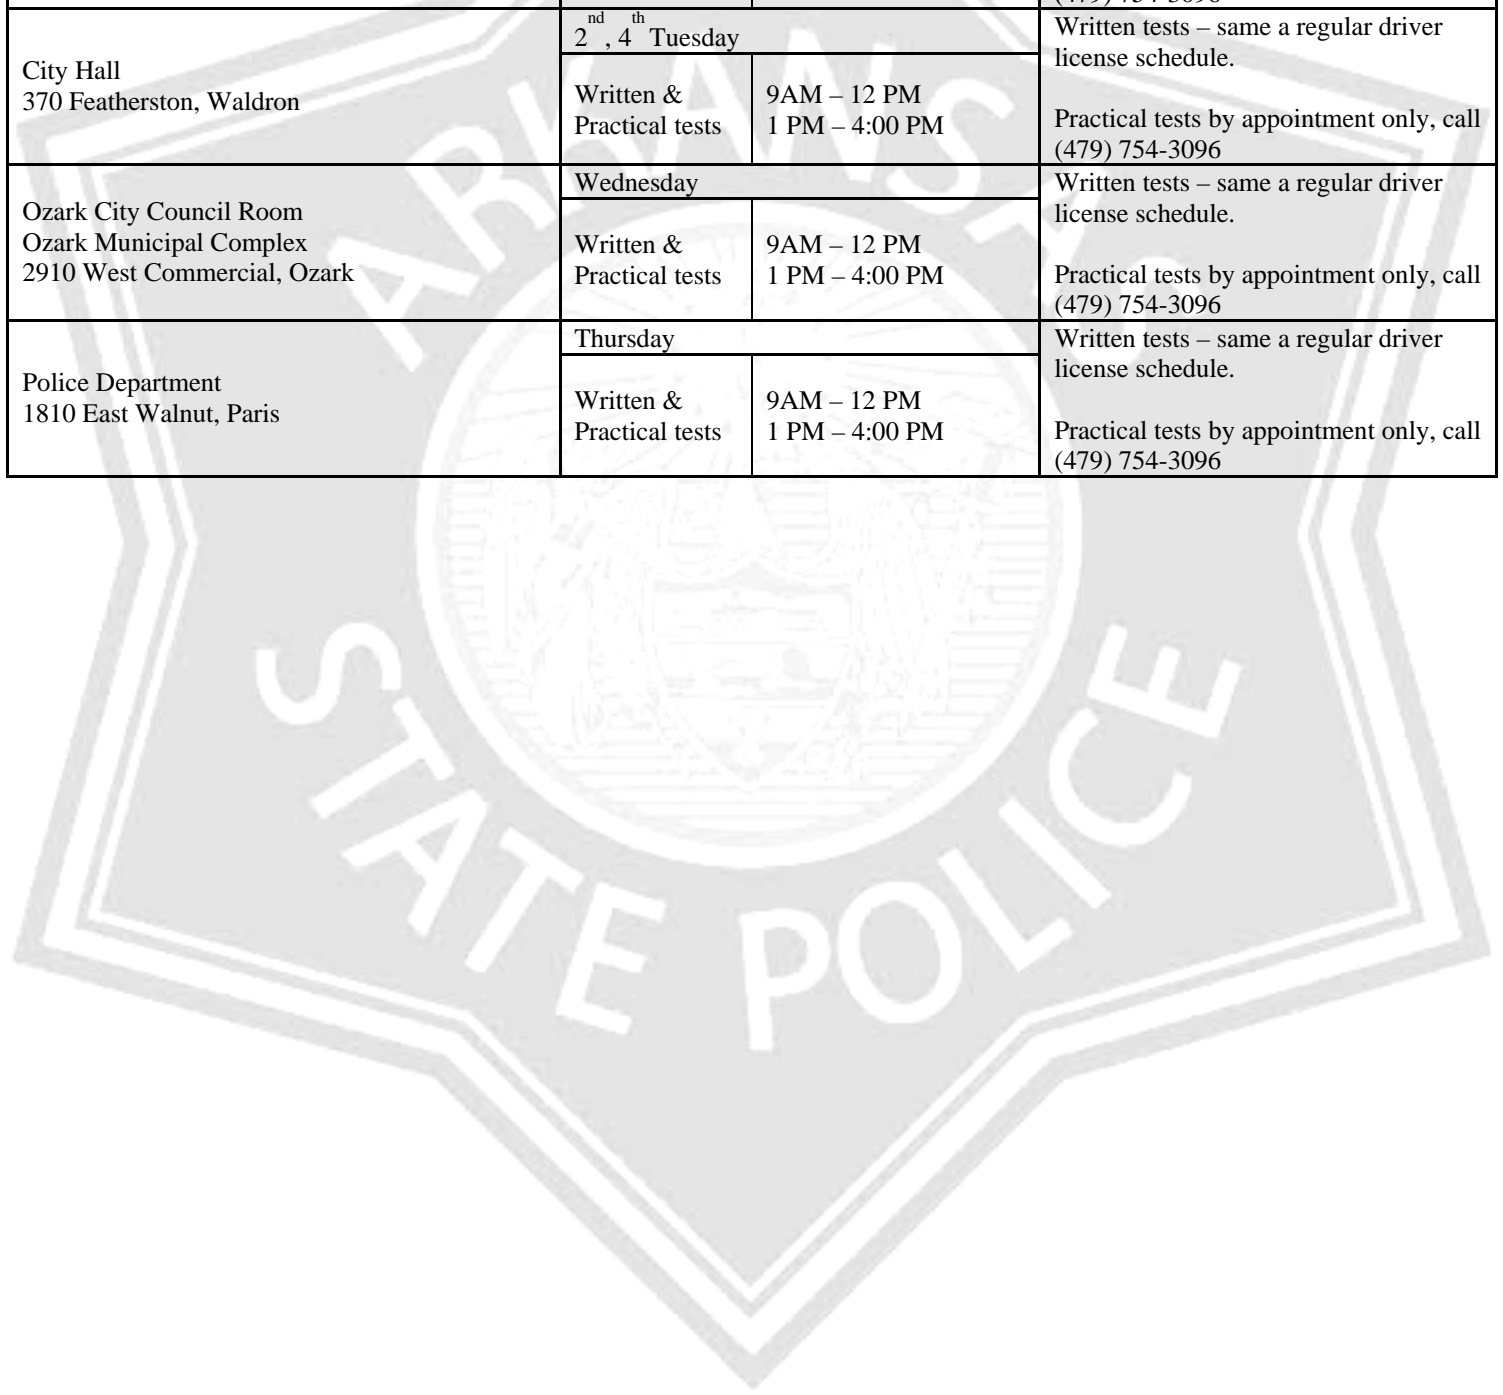 (479) 754-3096
2nd, 4th Tuesday
Written tests – same a regular driver
license schedule.
City Hall
370 Featherston, Waldron
Written &
Practical tests
9AM – 12 PM
1 PM – 4:00 PM
Practical tests by appointment only, call
(479) 754-3096
Wednesday
Written tests – same a regular driver
license schedule.
Ozark City Council Room
Ozark Municipal Complex
2910 West Commercial, Ozark
Written &
Practical tests
9AM – 12 PM
1 PM – 4:00 PM
Practical tests by appointment only, call
(479) 754-3096
Thursday
Written tests – same a regular driver
license schedule.
Police Department
1810 East Walnut, Paris
Written &
Practical tests
9AM – 12 PM
1 PM – 4:00 PM
Practical tests by appointment only, call
(479) 754-3096
ARKANSAS
STATE POLICE